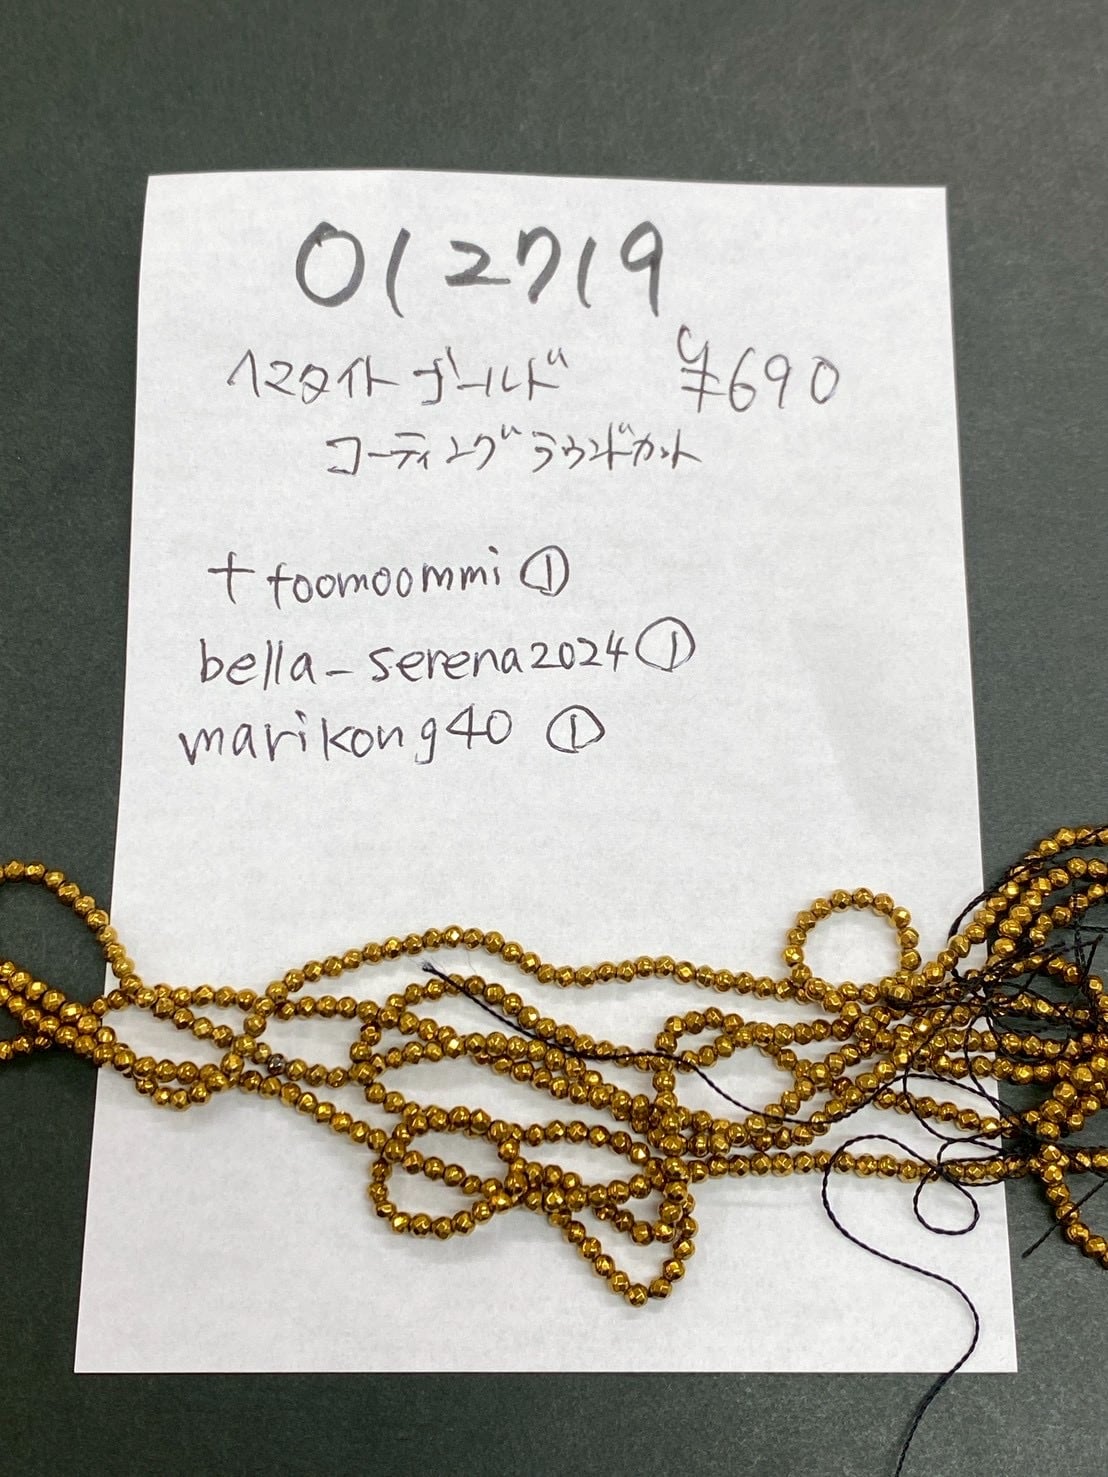 012719
ヘマタイトゴールド ¥690
コーティングラウンドカット
ttoomoommi ①
bella-serena2024 ①
marikong40 ①